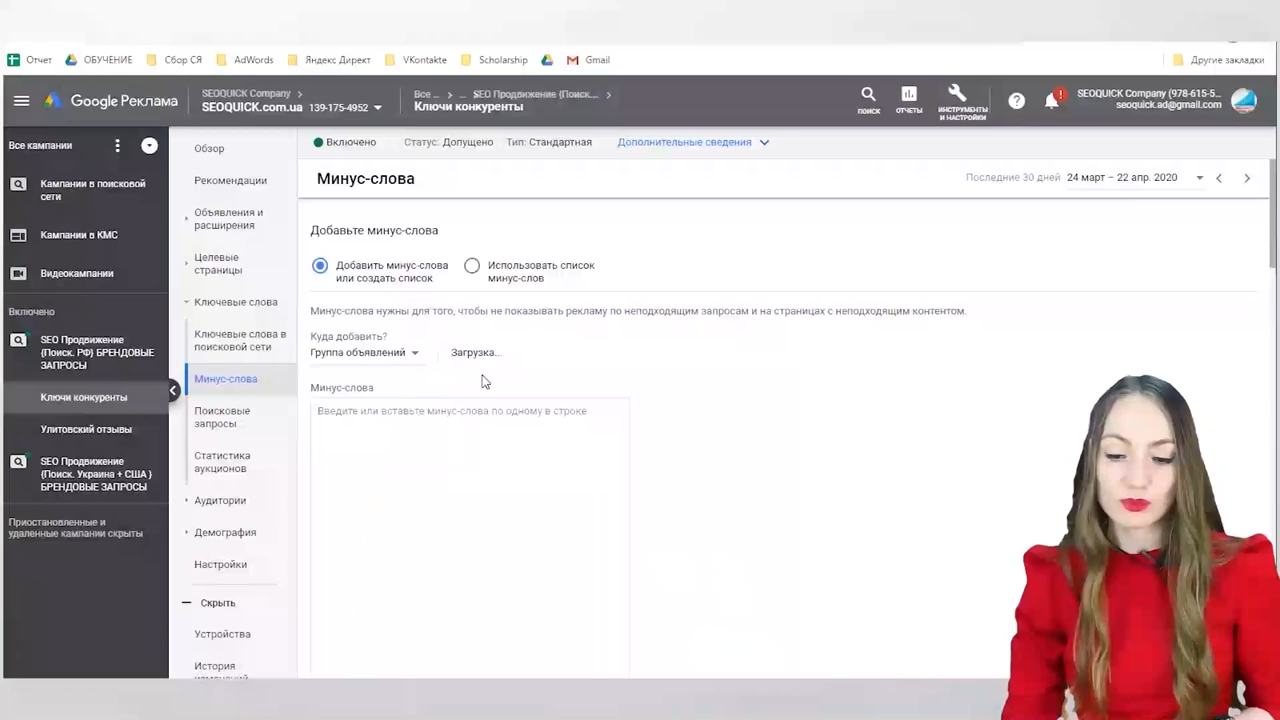 Отчет ОБУЧЕНИЕ Сбор СЯ AdWords Яндекс Директ VKontakte Scholarship Gmail Другие закладки
Google Реклама
SEOQUICK Company
SEOQUICK.com.ua 139-175-4952
Все ... ... SEO Продвижение {Поиск...
Ключи конкуренты
ПОИСК
ОТЧЕТЫ
ИНСТРУМЕНТЫ
И НАСТРОЙКИ
SEOQUICK Company (978-615-5...
seoquick.ad@gmail.com
Все кампании
Кампании в поисковой
сети
Кампании в КМС
Видеокампании
Включено
SEO Продвижение
{Поиск. РФ} БРЕНДОВЫЕ
ЗАПРОСЫ
Ключи конкуренты
Улитовский отзывы
SEO Продвижение
{Поиск. Украина + США }
БРЕНДОВЫЕ ЗАПРОСЫ
Приостановленные и
удаленные кампании скрыты
Обзор
Рекомендации
Объявления и
расширения
Целевые
страницы
Ключевые слова
Ключевые слова в
поисковой сети
Минус-слова
Поисковые
запросы
Статистика
аукционов
Аудитории
Демография
Настройки
Скрыть
Устройства
История
изменений
Включено Статус: Допущено Тип: Стандартная Дополнительные сведения
Минус-слова
Последние 30 дней 24 март – 22 апр. 2020
Добавьте минус-слова
Добавить минус-слова
или создать список
Использовать список
минус-слов
Минус-слова нужны для того, чтобы не показывать рекламу по неподходящим запросам и на страницах с неподходящим контентом.
Куда добавить?
Группа объявлений Загрузка...
Минус-слова
Введите или вставьте минус-слова по одному в строке